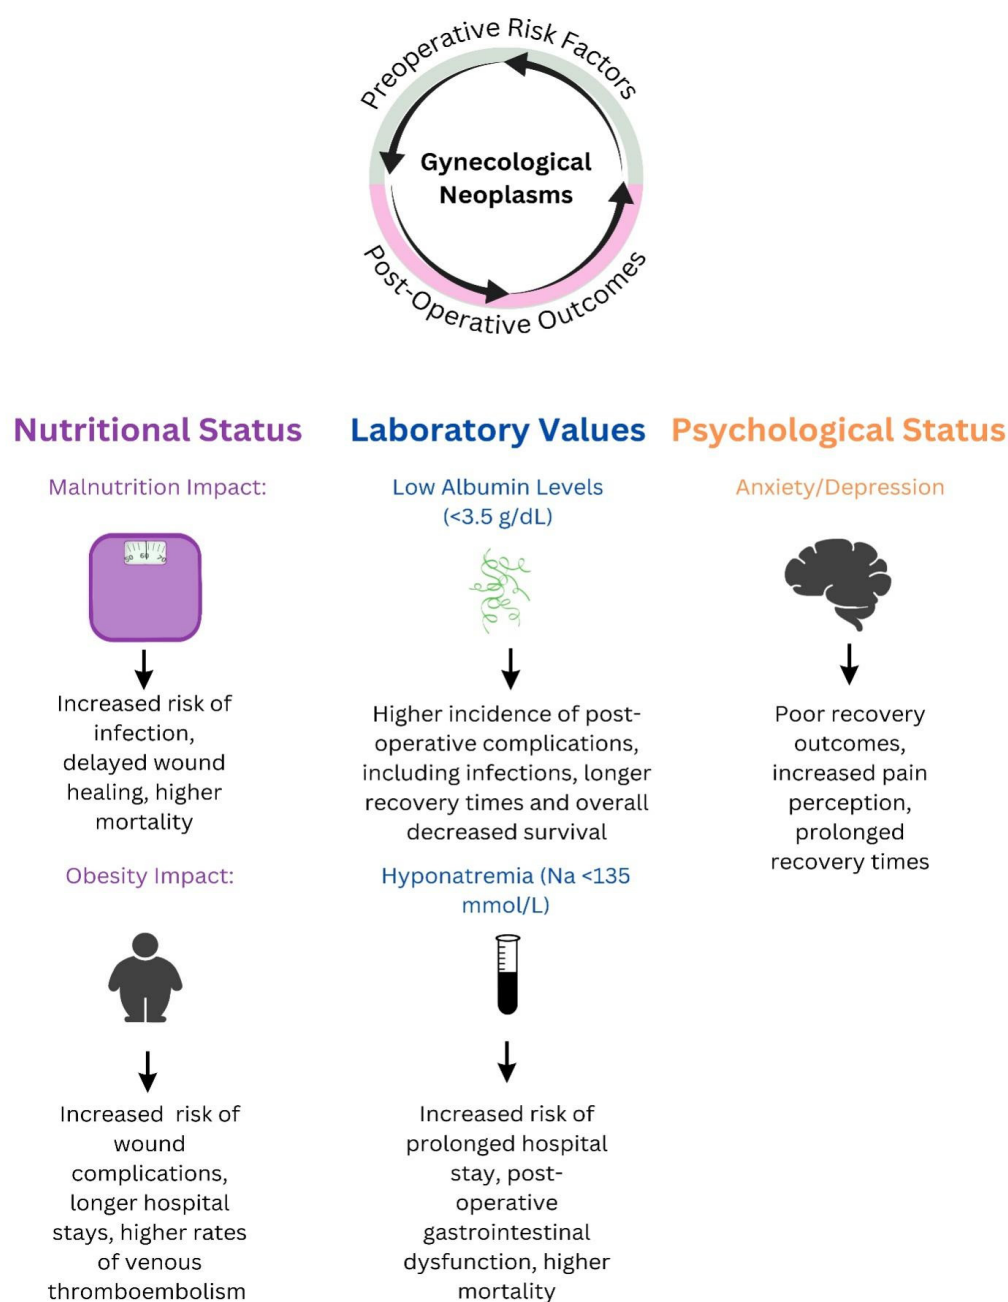 Preoperative Risk Factors
Gynecological
Neoplasms
Post-Operative Outcomes
Nutritional Status
Malnutrition Impact:
50 60 70
Increased risk of
infection,
delayed wound
healing, higher
mortality
Obesity Impact:
Increased  risk of
wound
complications,
longer hospital
stays, higher rates
of venous
thromboembolism
Laboratory Values
Low Albumin Levels
(<3.5 g/dL)
Higher incidence of post-
operative complications,
including infections, longer
recovery times and overall
decreased survival
Hyponatremia (Na <135
mmol/L)
Increased risk of
prolonged hospital
stay, post-
operative
gastrointestinal
dysfunction, higher
mortality
Psychological Status
Anxiety/Depression
Poor recovery
outcomes,
increased pain
perception,
prolonged
recovery times